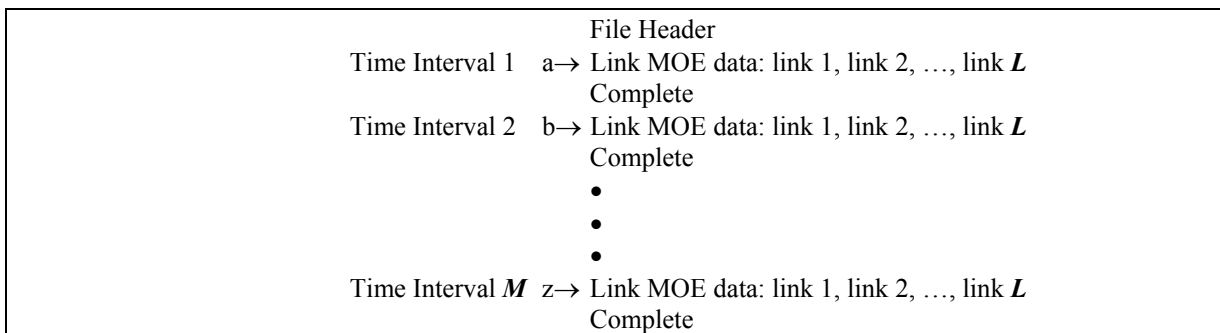 File Header
Time Interval 1 a→ Link MOE data: link 1, link 2, …, link L
Complete
Time Interval 2 b→ Link MOE data: link 1, link 2, …, link L
Complete
•
•
•
Time Interval M z→ Link MOE data: link 1, link 2, …, link L
Complete